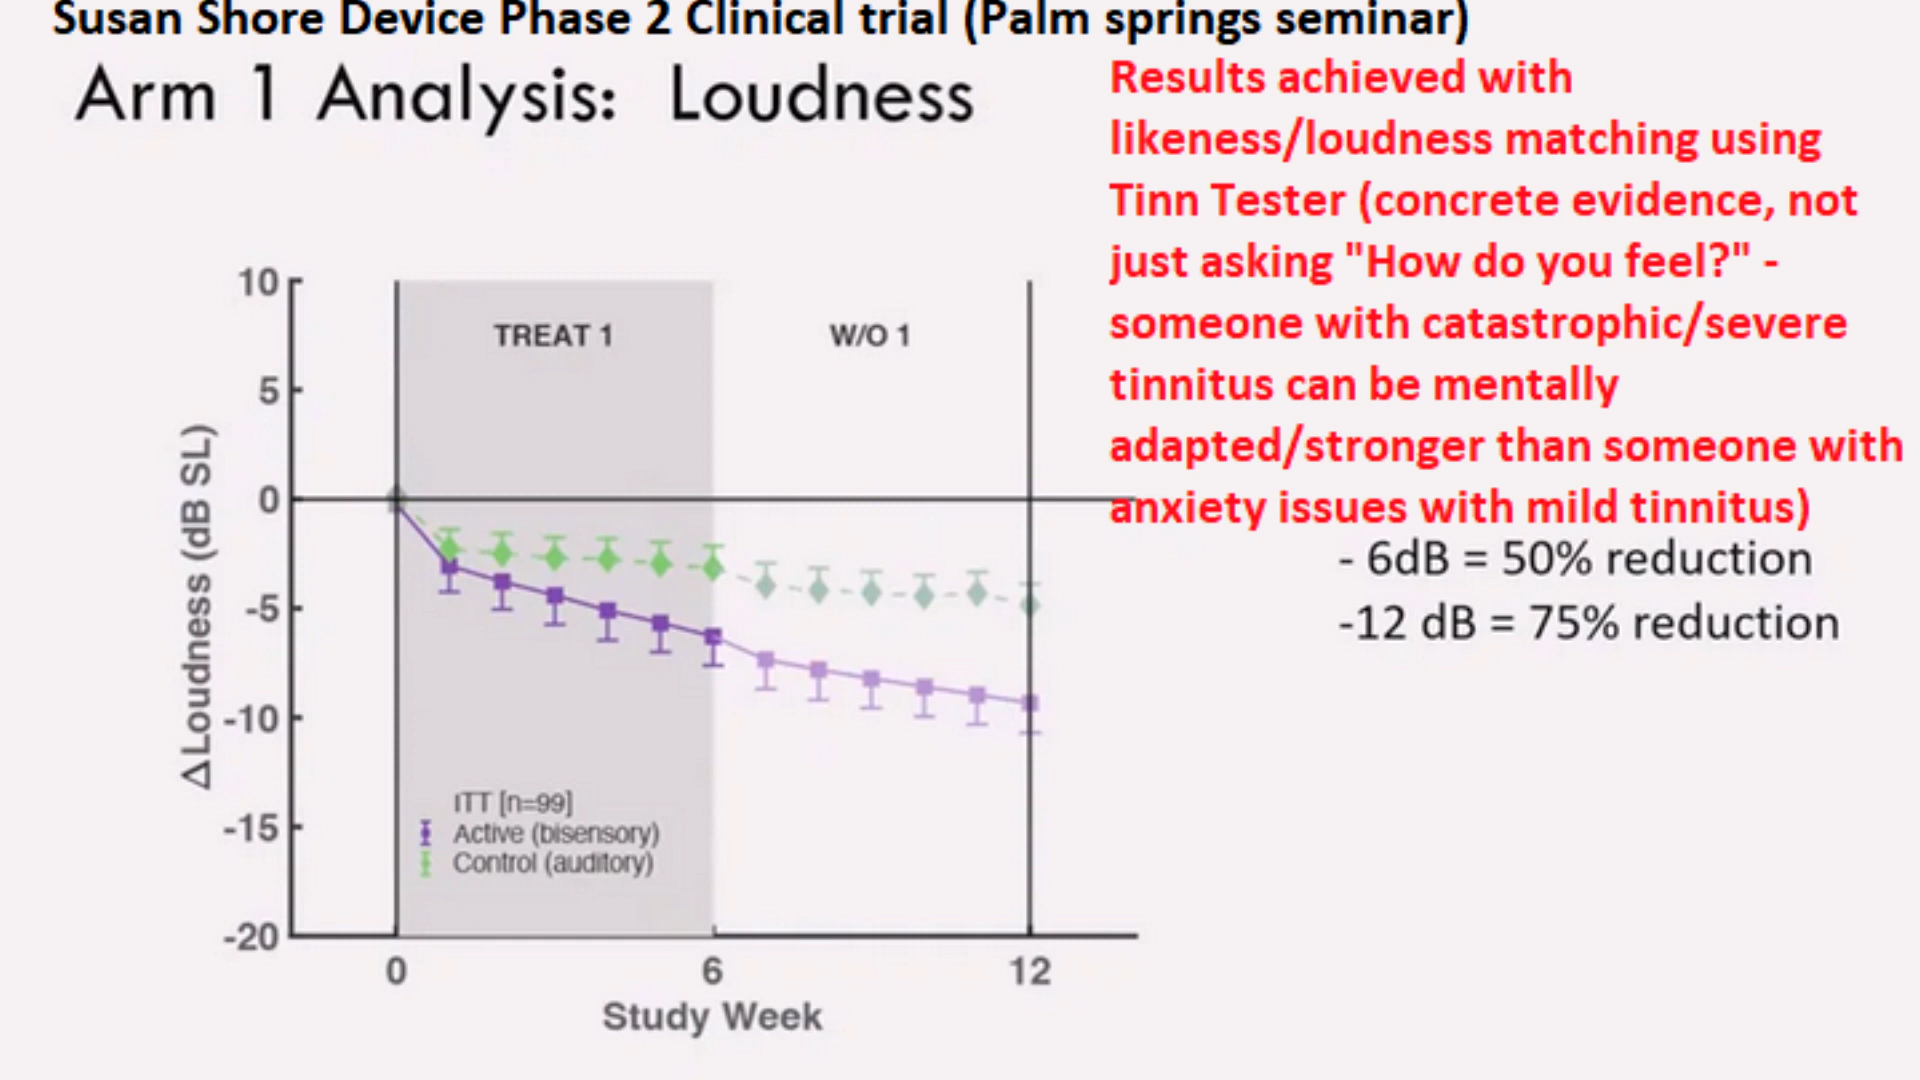 Susan Shore Device Phase 2 Clinical trial (Palm springs seminar)
Arm 1 Analysis: Loudness
Results achieved with
likeness/loudness matching using
Tinn Tester (concrete evidence, not
just asking "How do you feel?" -
someone with catastrophic/severe
tinnitus can be mentally
adapted/stronger than someone with
anxiety issues with mild tinnitus)
- 6dB = 50% reduction
-12 dB = 75% reduction
ΔLoudness (dB SL)
10
5
0
-5
-10
-15
-20
TREAT 1
W/O 1
ITT [n=99]
Active (bisensory)
Control (auditory)
0 6 12
Study Week